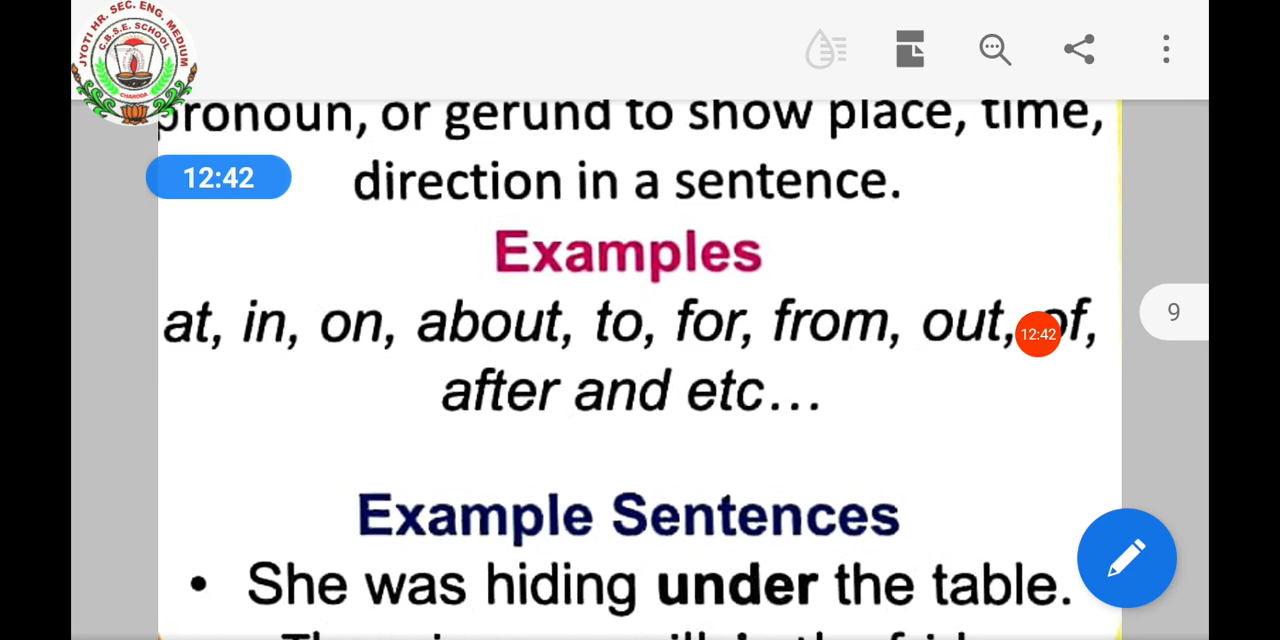 JYOTI HR. SEC. ENG. MEDIUM
C.B.S.E. SCHOOL
CHARODA
pronoun, or gerund to show place, time,
12:42
direction in a sentence.
Examples
at, in, on, about, to, for, from, out, of,
12:42
9
after and etc...
Example Sentences
• She was hiding under the table.